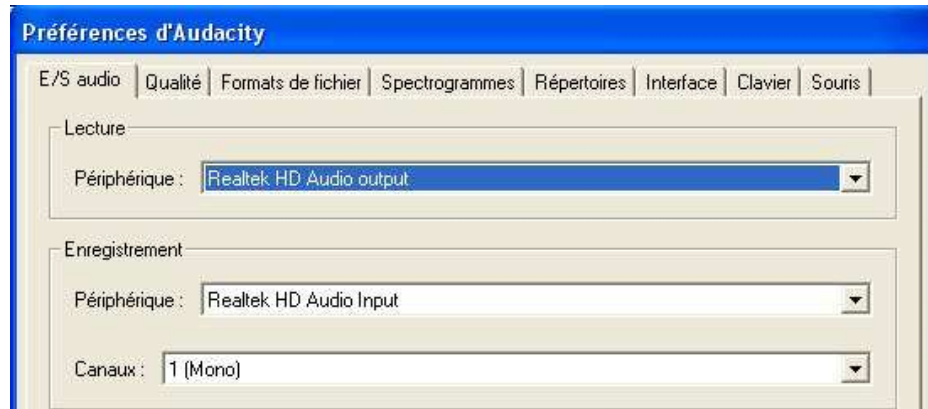 Préférences d'Audacity
E/S audio Qualité Formats de fichier Spectrogrammes Répertoires Interface Clavier Souris
Lecture
Périphérique : Realtek HD Audio output
Enregistrement
Périphérique : Realtek HD Audio Input
Canaux : 1 (Mono)